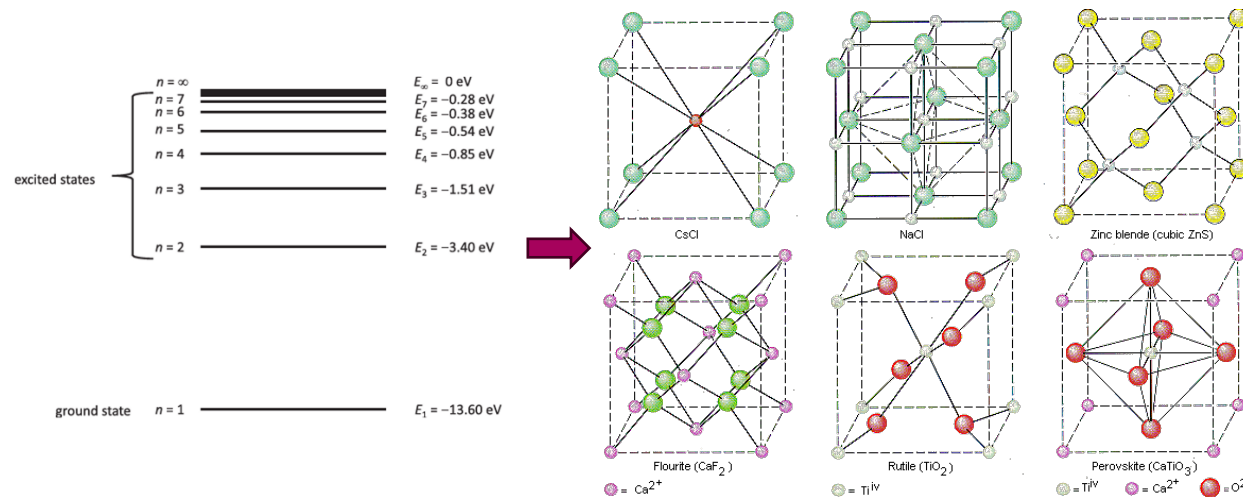 n = ∞ E∞ = 0 eV
n = 7 E₇ = −0.28 eV
n = 6 E₆ = −0.38 eV
n = 5 E₅ = −0.54 eV
n = 4 E₄ = −0.85 eV
excited states
n = 3 E₃ = −1.51 eV
n = 2 E₂ = −3.40 eV
ground state n = 1 E₁ = −13.60 eV
CsCl
NaCl
Zinc blende (cubic ZnS)
Flourite (CaF₂)
Rutile (TiO₂)
Perovskite (CaTiO₃)
= Ca²⁺
= Tiᴵⱽ
=Tiᴵⱽ = Ca²⁺ = O²